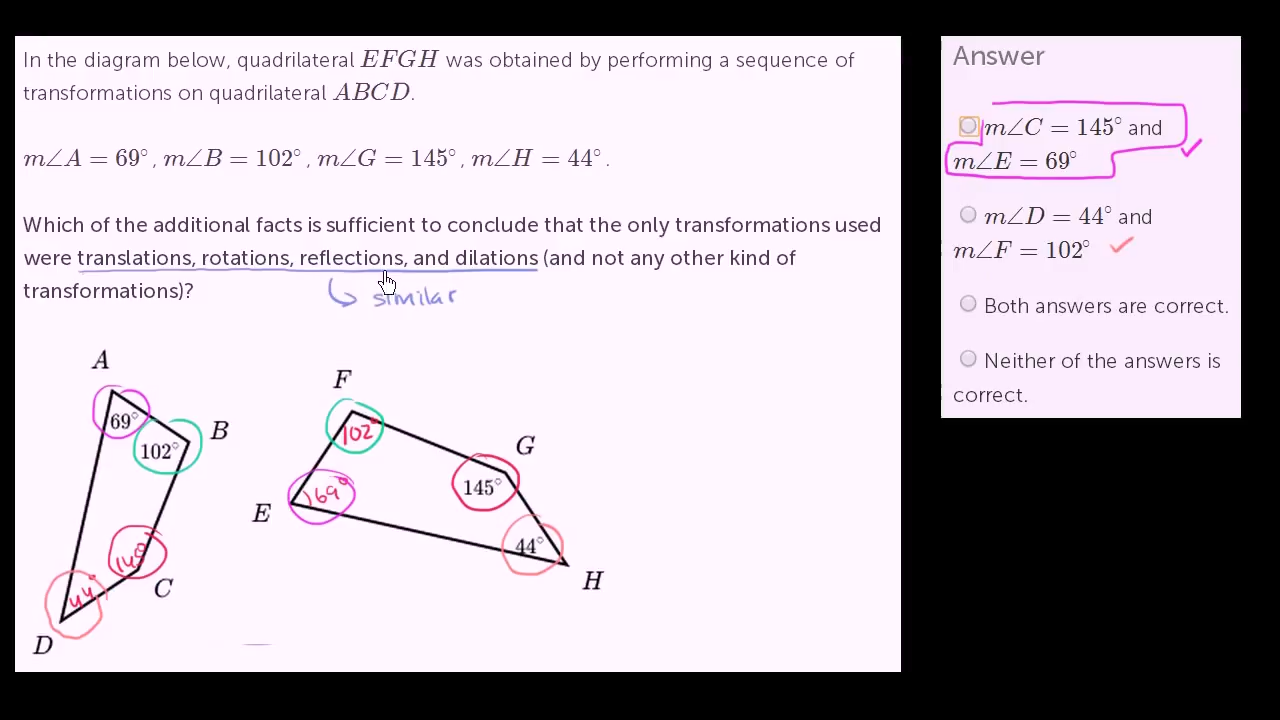 In the diagram below, quadrilateral EFGH was obtained by performing a sequence of
transformations on quadrilateral ABCD.
m∠A = 69°, m∠B = 102°, m∠G = 145°, m∠H = 44°.
Which of the additional facts is sufficient to conclude that the only transformations used
were translations, rotations, reflections, and dilations (and not any other kind of
transformations)?
similar
A
69°
B
102°
145°
C
44°
D
F
102°
G
145°
E
69°
44°
H
Answer
m∠C = 145° and
m∠E = 69°
m∠D = 44° and
m∠F = 102°
Both answers are correct.
Neither of the answers is
correct.